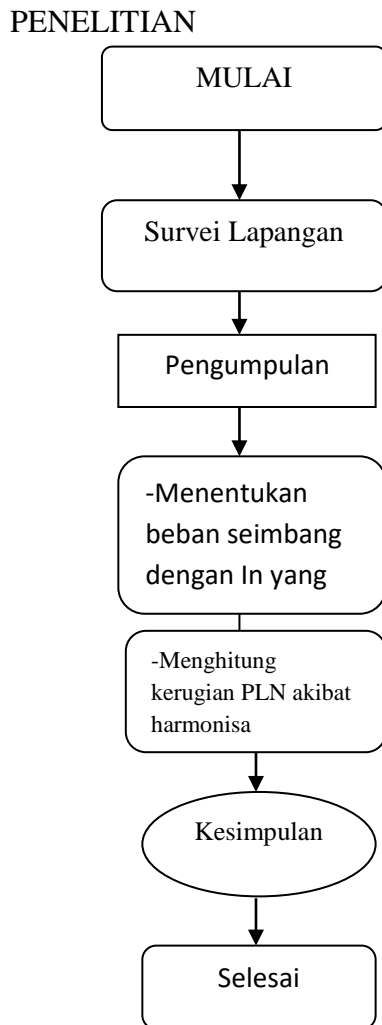 PENELITIAN
MULAI
Survei Lapangan
Pengumpulan
-Menentukan
beban seimbang
dengan In yang
-Menghitung
kerugian PLN akibat
harmonisa
Kesimpulan
Selesai